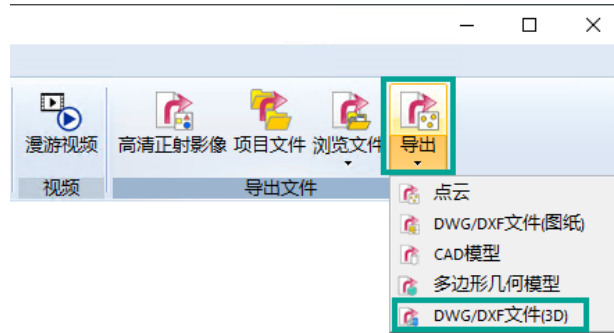 漫游视频 高清正射影像 项目文件 浏览文件 导出
视频 导出文件
点云
DWG/DXF文件(图纸)
CAD模型
多边形几何模型
DWG/DXF文件(3D)